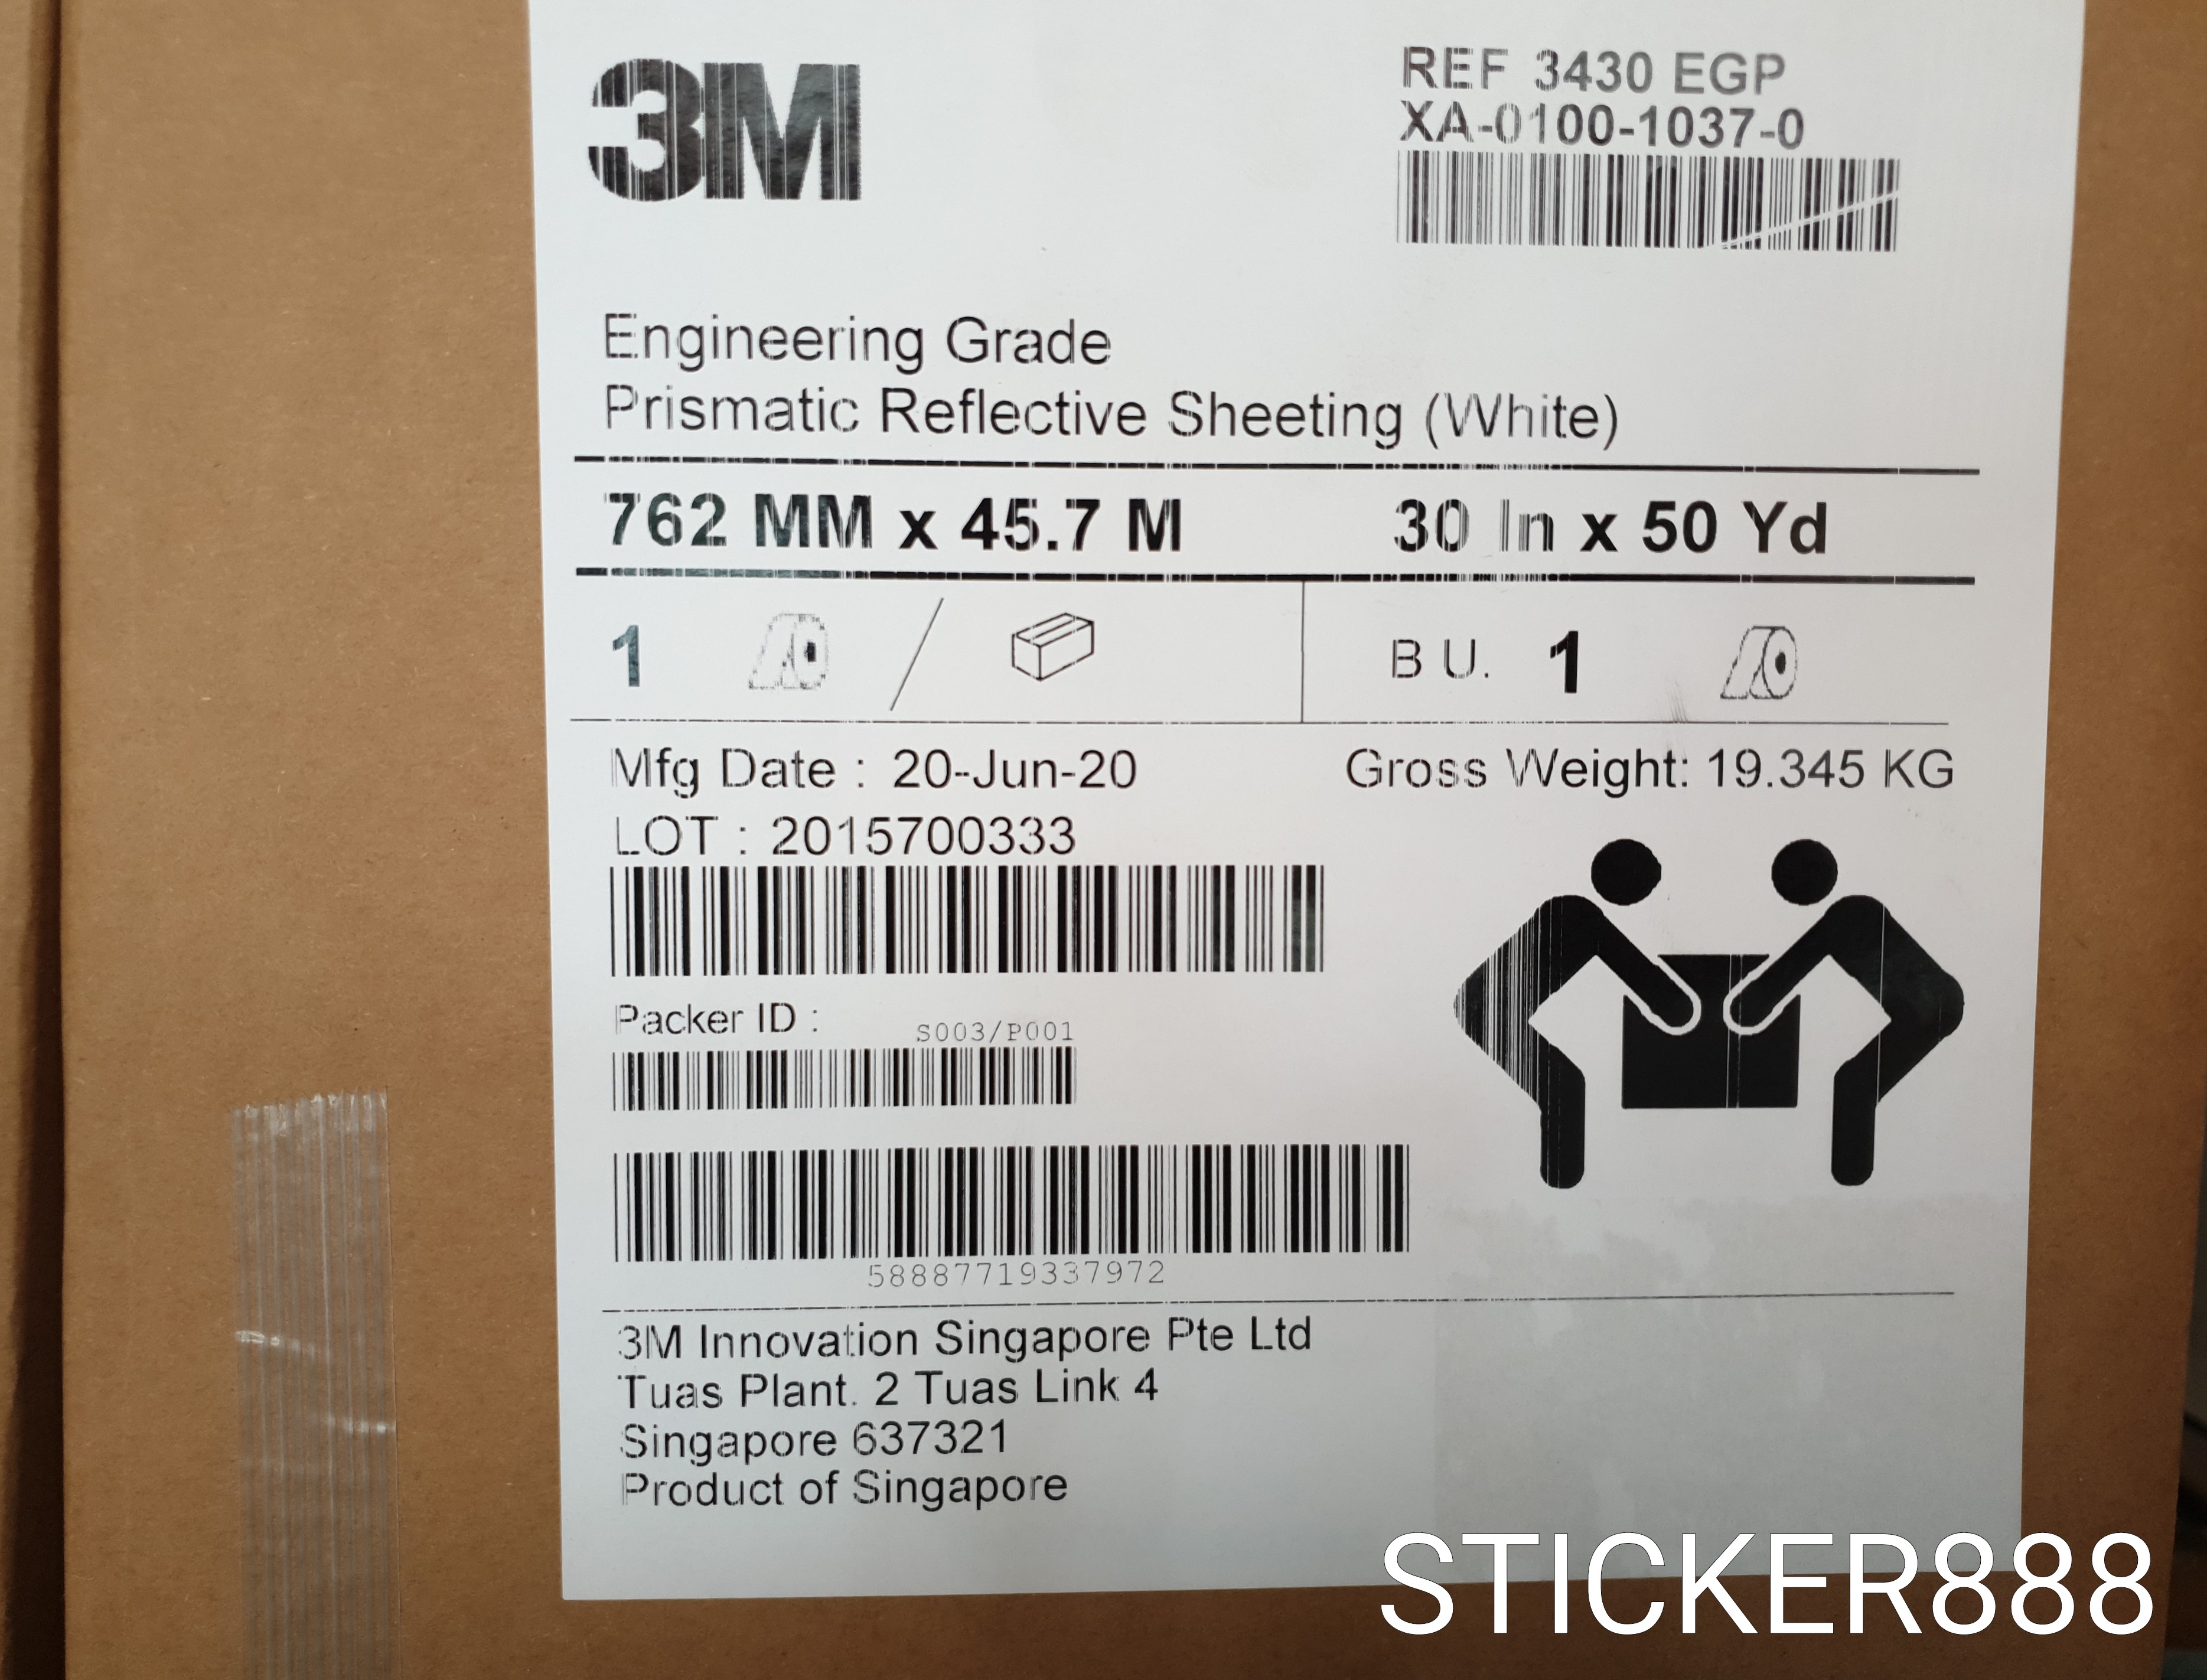 3M
REF 3430 EGP
XA-0100-1037-0
Engineering Grade
Prismatic Reflective Sheeting (White)
762 MM x 45.7 M 30 In x 50 Yd
1 / B U. 1
Mfg Date : 20-Jun-20 Gross Weight: 19.345 KG
LOT : 2015700333
Packer ID : S003/P001
58887719337972
3M Innovation Singapore Pte Ltd
Tuas Plant. 2 Tuas Link 4
Singapore 637321
Product of Singapore
STICKER888